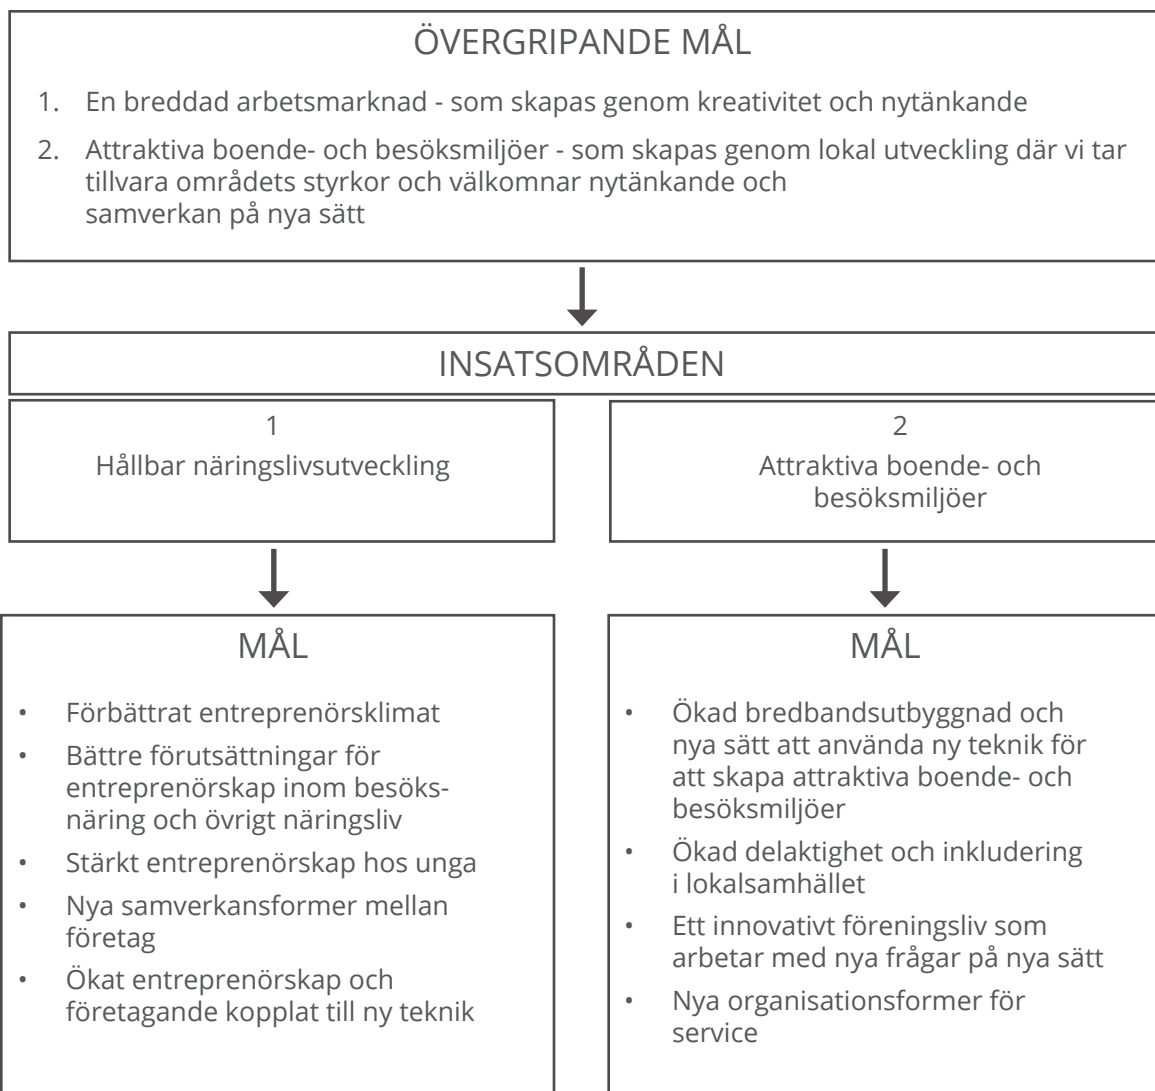 ÖVERGRIPANDE MÅL
1. En breddad arbetsmarknad - som skapas genom kreativitet och nytänkande
2. Attraktiva boende- och besöksmiljöer - som skapas genom lokal utveckling där vi tar
tillvara områdets styrkor och välkomnar nytänkande och
samverkan på nya sätt
INSATSOMRÅDEN
1
Hållbar näringslivsutveckling
2
Attraktiva boende- och
besöksmiljöer
MÅL
• Förbättrat entreprenörsklimat
• Bättre förutsättningar för
entreprenörskap inom besöks-
näring och övrigt näringsliv
• Stärkt entreprenörskap hos unga
• Nya samverkansformer mellan
företag
• Ökat entreprenörskap och
företagande kopplat till ny teknik
MÅL
• Ökad bredbandsutbyggnad och
nya sätt att använda ny teknik för
att skapa attraktiva boende- och
besöksmiljöer
• Ökad delaktighet och inkludering
i lokalsamhället
• Ett innovativt föreningsliv som
arbetar med nya frågar på nya sätt
• Nya organisationsformer för
service